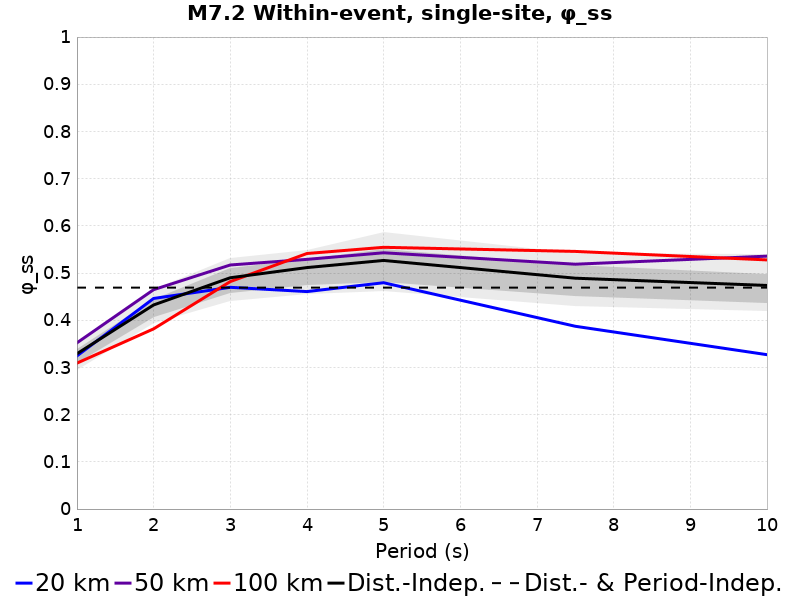 M7.2 Within-event, single-site, φ_ss
1
0.9
0.8
0.7
0.6
0.5
0.4
0.3
0.2
0.1
0
φ_ss
1 2 3 4 5 6 7 8 9 10
Period (s)
20 km 50 km 100 km Dist.-Indep. Dist.- & Period-Indep.